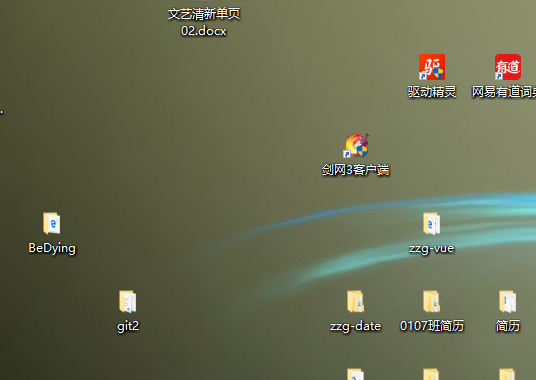 文艺清新单页
02.docx
驱动精灵
网易有道词
剑网3客户端
BeDying
zzg-vue
git2
zzg-date
0107班简历
简历